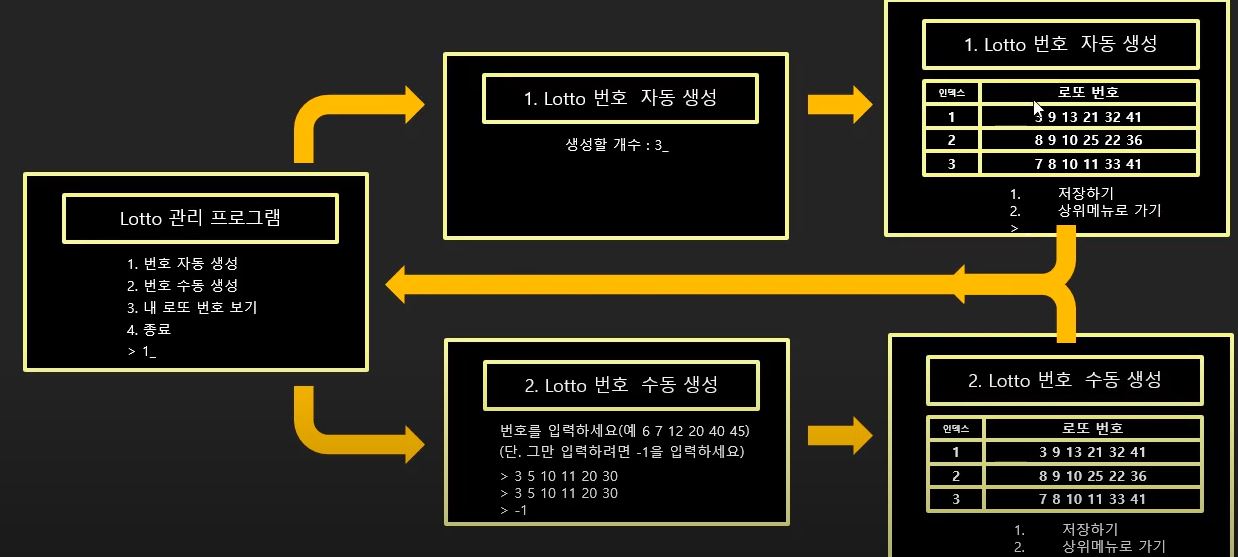 Lotto 관리 프로그램
1. 번호 자동 생성
2. 번호 수동 생성
3. 내 로또 번호 보기
4. 종료
> 1_
1. Lotto 번호 자동 생성
생성할 개수 : 3_
1. Lotto 번호 자동 생성
인덱스 로또 번호
1 3 9 13 21 32 41
2 8 9 10 25 22 36
3 7 8 10 11 33 41
1. 저장하기
2. 상위메뉴로 가기
>
2. Lotto 번호 수동 생성
번호를 입력하세요(예 6 7 12 20 40 45)
(단. 그만 입력하려면 -1을 입력하세요)
> 3 5 10 11 20 30
> 3 5 10 11 20 30
> -1
2. Lotto 번호 수동 생성
인덱스 로또 번호
1 3 9 13 21 32 41
2 8 9 10 25 22 36
3 7 8 10 11 33 41
1. 저장하기
2. 상위메뉴로 가기